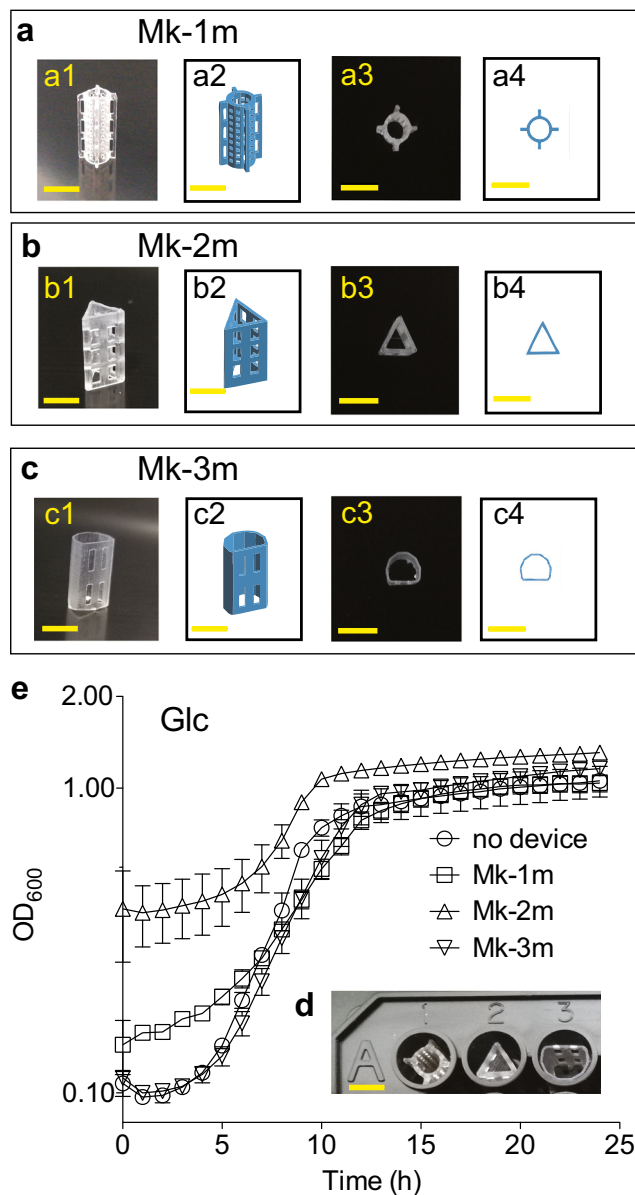 a Mk-1m
a1 a2 a3 a4
b Mk-2m
b1 b2 b3 b4
c Mk-3m
c1 c2 c3 c4
e
Glc
2.00
1.00
0.10
OD600
no device
Mk-1m
Mk-2m
Mk-3m
d
1 2 3
A
0 5 10 15 20 25
Time (h)